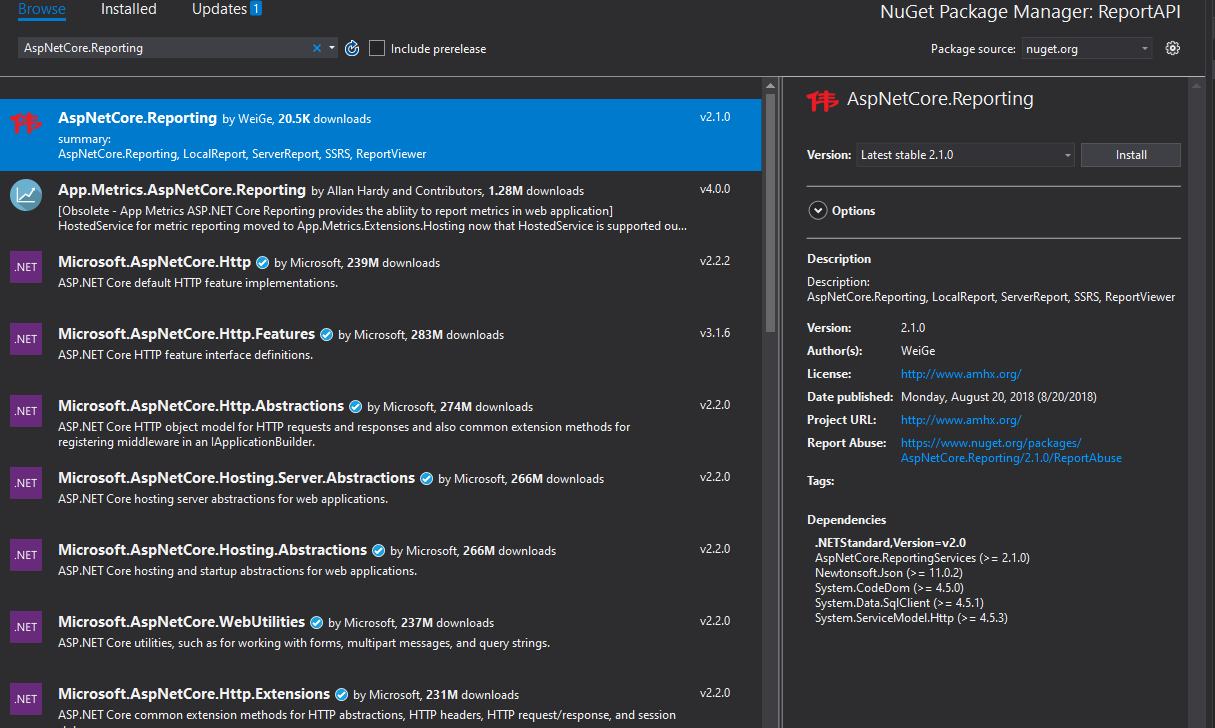 Browse Installed Updates 1
NuGet Package Manager: ReportAPI
AspNetCore.Reporting
Include prerelease
Package source: nuget.org
AspNetCore.Reporting by WeiGe, 20.5K downloads v2.1.0
summary:
AspNetCore.Reporting, LocalReport, ServerReport, SSRS, ReportViewer
App.Metrics.AspNetCore.Reporting by Allan Hardy and Contributors, 1.28M downloads v4.0.0
[Obsolete - App Metrics ASP.NET Core Reporting provides the abliity to report metrics in web application]
HostedService for metric reporting moved to App.Metrics.Extensions.Hosting now that HostedService is supported ou...
.NET Microsoft.AspNetCore.Http by Microsoft, 239M downloads v2.2.2
ASP.NET Core default HTTP feature implementations.
.NET Microsoft.AspNetCore.Http.Features by Microsoft, 283M downloads v3.1.6
ASP.NET Core HTTP feature interface definitions.
.NET Microsoft.AspNetCore.Http.Abstractions by Microsoft, 274M downloads v2.2.0
ASP.NET Core HTTP object model for HTTP requests and responses and also common extension methods for
registering middleware in an IApplicationBuilder.
.NET Microsoft.AspNetCore.Hosting.Server.Abstractions by Microsoft, 266M downloads v2.2.0
ASP.NET Core hosting server abstractions for web applications.
.NET Microsoft.AspNetCore.Hosting.Abstractions by Microsoft, 266M downloads v2.2.0
ASP.NET Core hosting and startup abstractions for web applications.
.NET Microsoft.AspNetCore.WebUtilities by Microsoft, 237M downloads v2.2.0
ASP.NET Core utilities, such as for working with forms, multipart messages, and query strings.
.NET Microsoft.AspNetCore.Http.Extensions by Microsoft, 231M downloads v2.2.0
ASP.NET Core common extension methods for HTTP abstractions, HTTP headers, HTTP request/response, and session
AspNetCore.Reporting
Version: Latest stable 2.1.0 Install
Options
Description
Description:
AspNetCore.Reporting, LocalReport, ServerReport, SSRS, ReportViewer
Version: 2.1.0
Author(s): WeiGe
License: http://www.amhx.org/
Date published: Monday, August 20, 2018 (8/20/2018)
Project URL: http://www.amhx.org/
Report Abuse: https://www.nuget.org/packages/
AspNetCore.Reporting/2.1.0/ReportAbuse
Tags:
Dependencies
.NETStandard,Version=v2.0
AspNetCore.ReportingServices (>= 2.1.0)
Newtonsoft.Json (>= 11.0.2)
System.CodeDom (>= 4.5.0)
System.Data.SqlClient (>= 4.5.1)
System.ServiceModel.Http (>= 4.5.3)